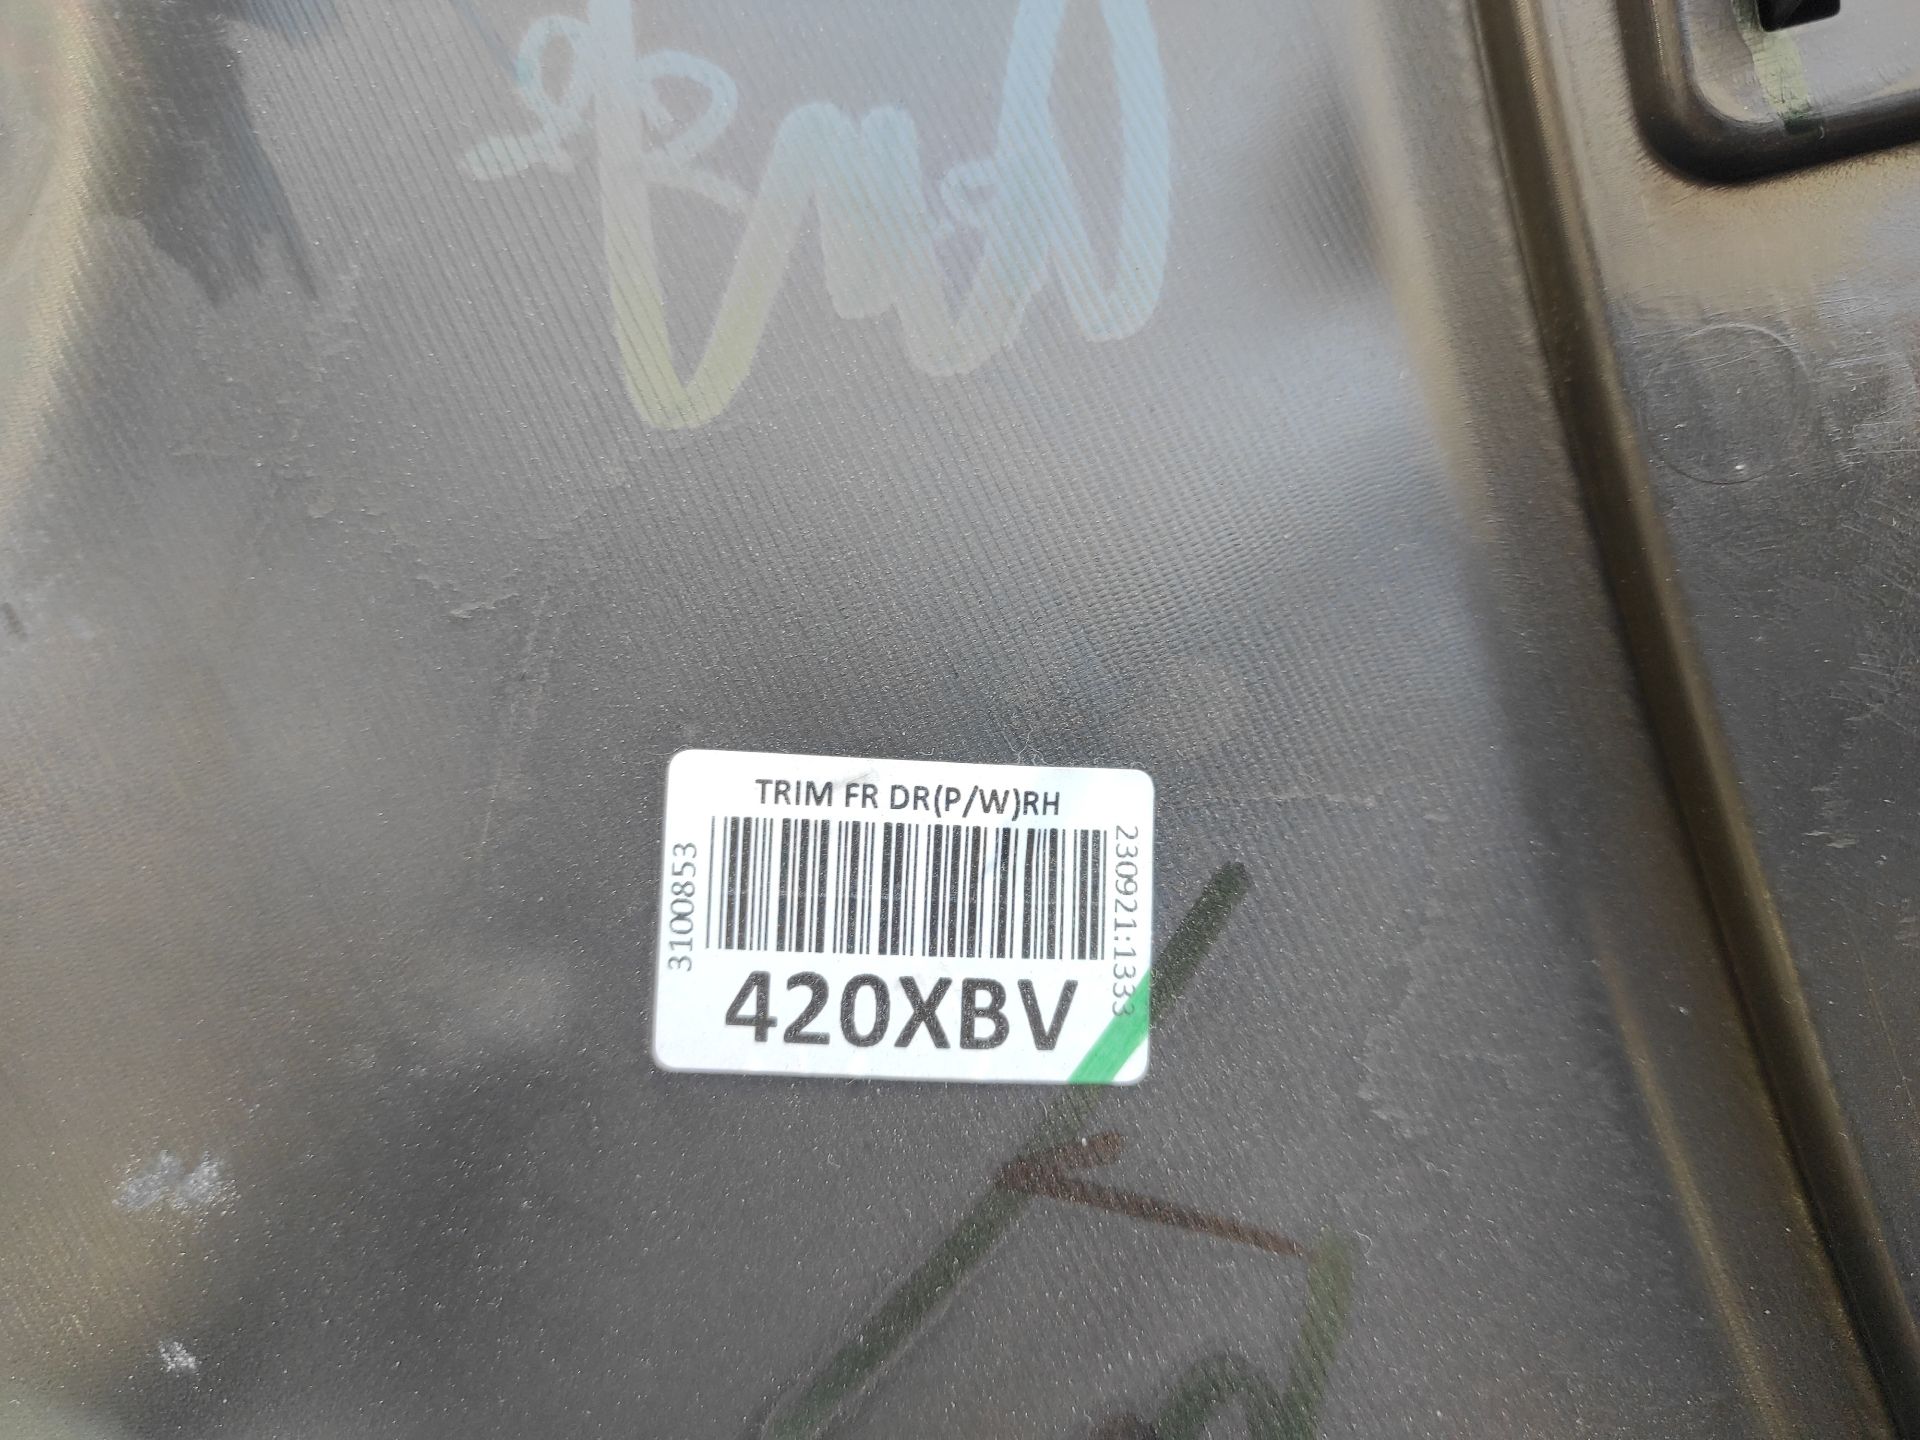 TRIM FR DR(P/W)RH
3100853
230921:1333
420XBV